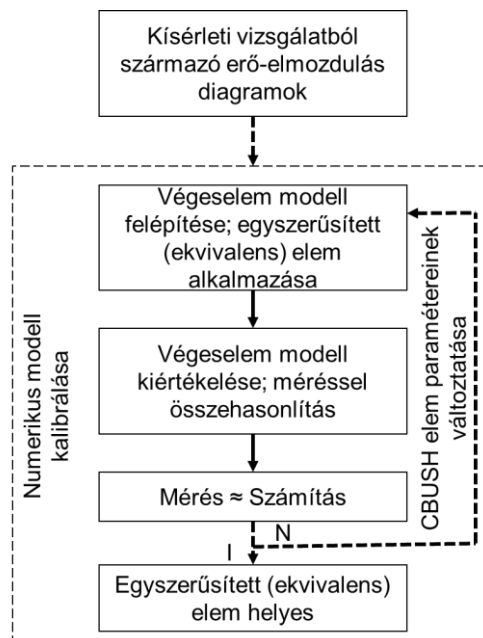 Kísérleti vizsgálatból
származó erő-elmozdulás
diagramok
Végeselem modell
felépítése; egyszerűsített
(ekvivalens) elem
alkalmazása
Végeselem modell
kiértékelése; méréssel
összehasonlítás
Mérés ≈ Számítás
N
I
Egyszerűsített (ekvivalens)
elem helyes
Numerikus modell
kalibrálása
CBUSH elem paramétereinek
változtatása